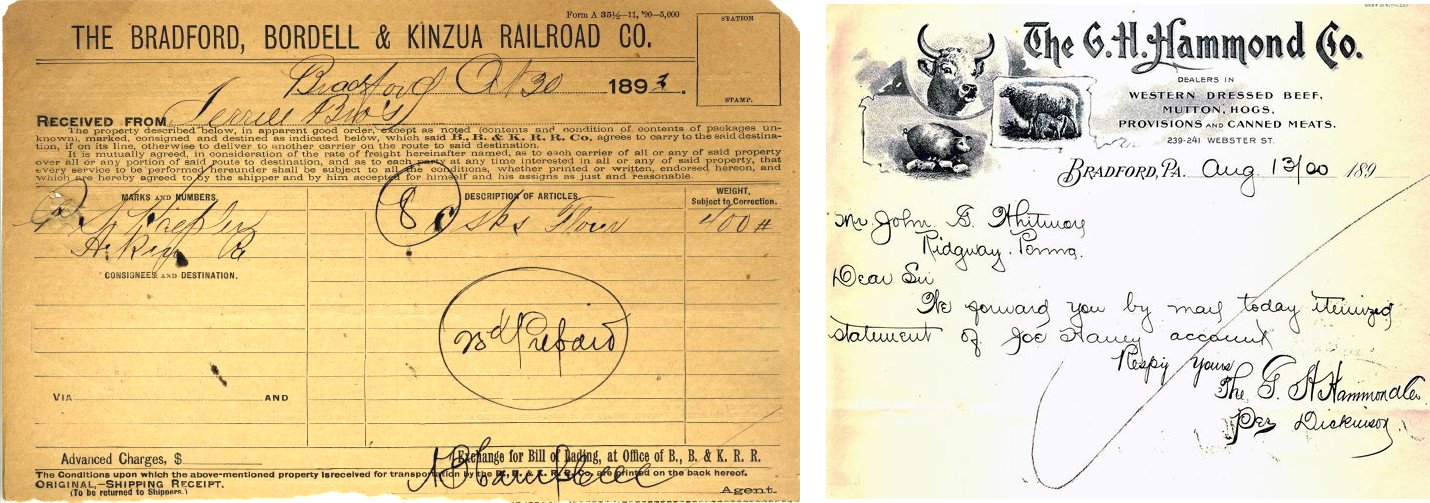 Form A 35½—11, '90—5,000
STATION
THE BRADFORD, BORDELL & KINZUA RAILROAD CO.
Bradford Oct 30 1893.
STAMP.
RECEIVED FROM Terrill Bro's
The property described below, in apparent good order, except as noted (contents and condition of contents of packages un-
known, marked, consigned and destined as indicated below, which said B. B. & K. R. R. Co. agrees to carry to the said destina-
tion, if on its line, otherwise to deliver to another carrier on the route to said destination.
It is mutually agreed, in consideration of the rate of freight hereinafter named, as to each carrier of all or any of said property
over all or any portion of said route to destination, and as to each party at any time interested in all or any of said property, that
every service to be performed hereunder shall be subject to all the conditions, whether printed or written, endorsed hereon, and
which are hereby agreed to by the shipper and by him accepted for himself and his assigns as just and reasonable.
MARKS AND NUMBERS, DESCRIPTION OF ARTICLES. WEIGHT,
Subject to Correction.
8 sks Flour 400 #
CONSIGNEES AND DESTINATION.
Prepaid
VIA AND
Advanced Charges, $ Exchange for Bill of Lading, at Office of B., B. & K. R. R.
The Conditions upon which the above-mentioned property is received for transportation by the B. B. & K. R. R. Co. are printed on the back hereof.
ORIGINAL,—SHIPPING RECEIPT.
Campbell Agent.
(To be returned to Shippers.)
The G. H. Hammond Co.
DEALERS IN
WESTERN DRESSED BEEF,
MUTTON, HOGS,
PROVISIONS AND CANNED MEATS.
239-241 WEBSTER ST.
BRADFORD, PA. Aug 13/00 189
Mr John G. Whitmore
Ridgway. Penna.
Dear Sir
We forward you by mail today itemized
statement of Joe Haney account
Respy Yours
The G H Hammond Co
Per Dickinson